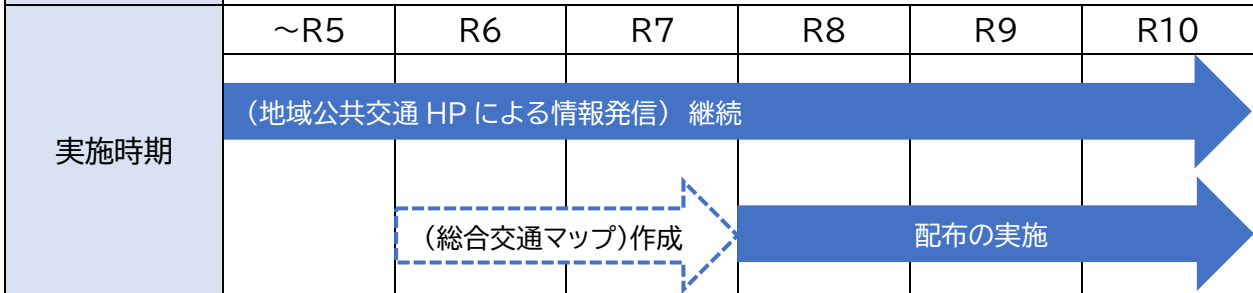 ～R5 R6 R7 R8 R9 R10
実施時期
（地域公共交通 HP による情報発信） 継続
（総合交通マップ）作成
配布の実施